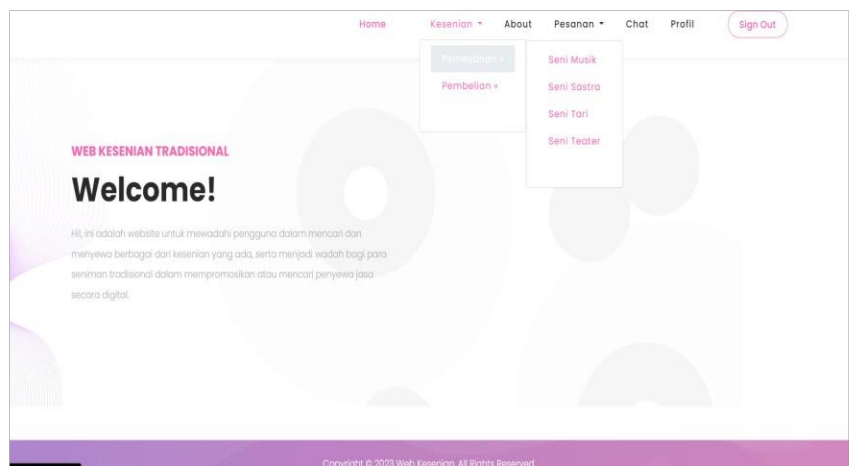 Home Kesenian About Pesanan Chat Profil Sign Out
Pemesanan »
Pembelian »
Seni Musik
Seni Sastra
Seni Tari
Seni Teater
WEB KESENIAN TRADISIONAL
Welcome!
Hi!, ini adalah website untuk mewadahi pengguna dalam mencari dan
menyewa berbagai dari kesenian yang ada, serta menjadi wadah bagi para
seniman tradisional dalam mempromosikan atau mencari penyewa jasa
secara digital.
Copyright © 2023 Web Kesenian. All Rights Reserved.